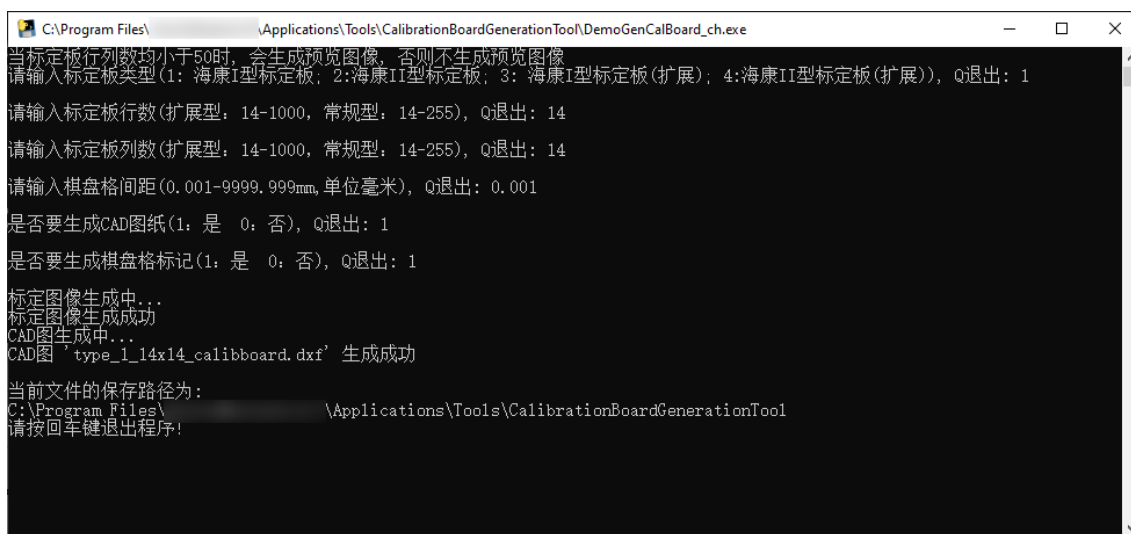 C:\Program Files\ \Applications\Tools\CalibrationBoardGenerationTool\DemoGenCalBoard_ch.exe
当标定板行列数均小于50时，会生成预览图像，否则不生成预览图像
请输入标定板类型(1: 海康I型标定板; 2:海康II型标定板; 3: 海康I型标定板(扩展); 4:海康II型标定板(扩展)), Q退出: 1
请输入标定板行数(扩展型: 14-1000, 常规型: 14-255), Q退出: 14
请输入标定板列数(扩展型: 14-1000, 常规型: 14-255), Q退出: 14
请输入棋盘格间距(0.001-9999.999mm,单位毫米), Q退出: 0.001
是否要生成CAD图纸(1: 是 0: 否), Q退出: 1
是否要生成棋盘格标记(1: 是 0: 否), Q退出: 1
标定图像生成中...
标定图像生成成功
CAD图生成中...
CAD图 'type_1_14x14_calibboard.dxf' 生成成功
当前文件的保存路径为:
C:\Program Files\ \Applications\Tools\CalibrationBoardGenerationTool
请按回车键退出程序!